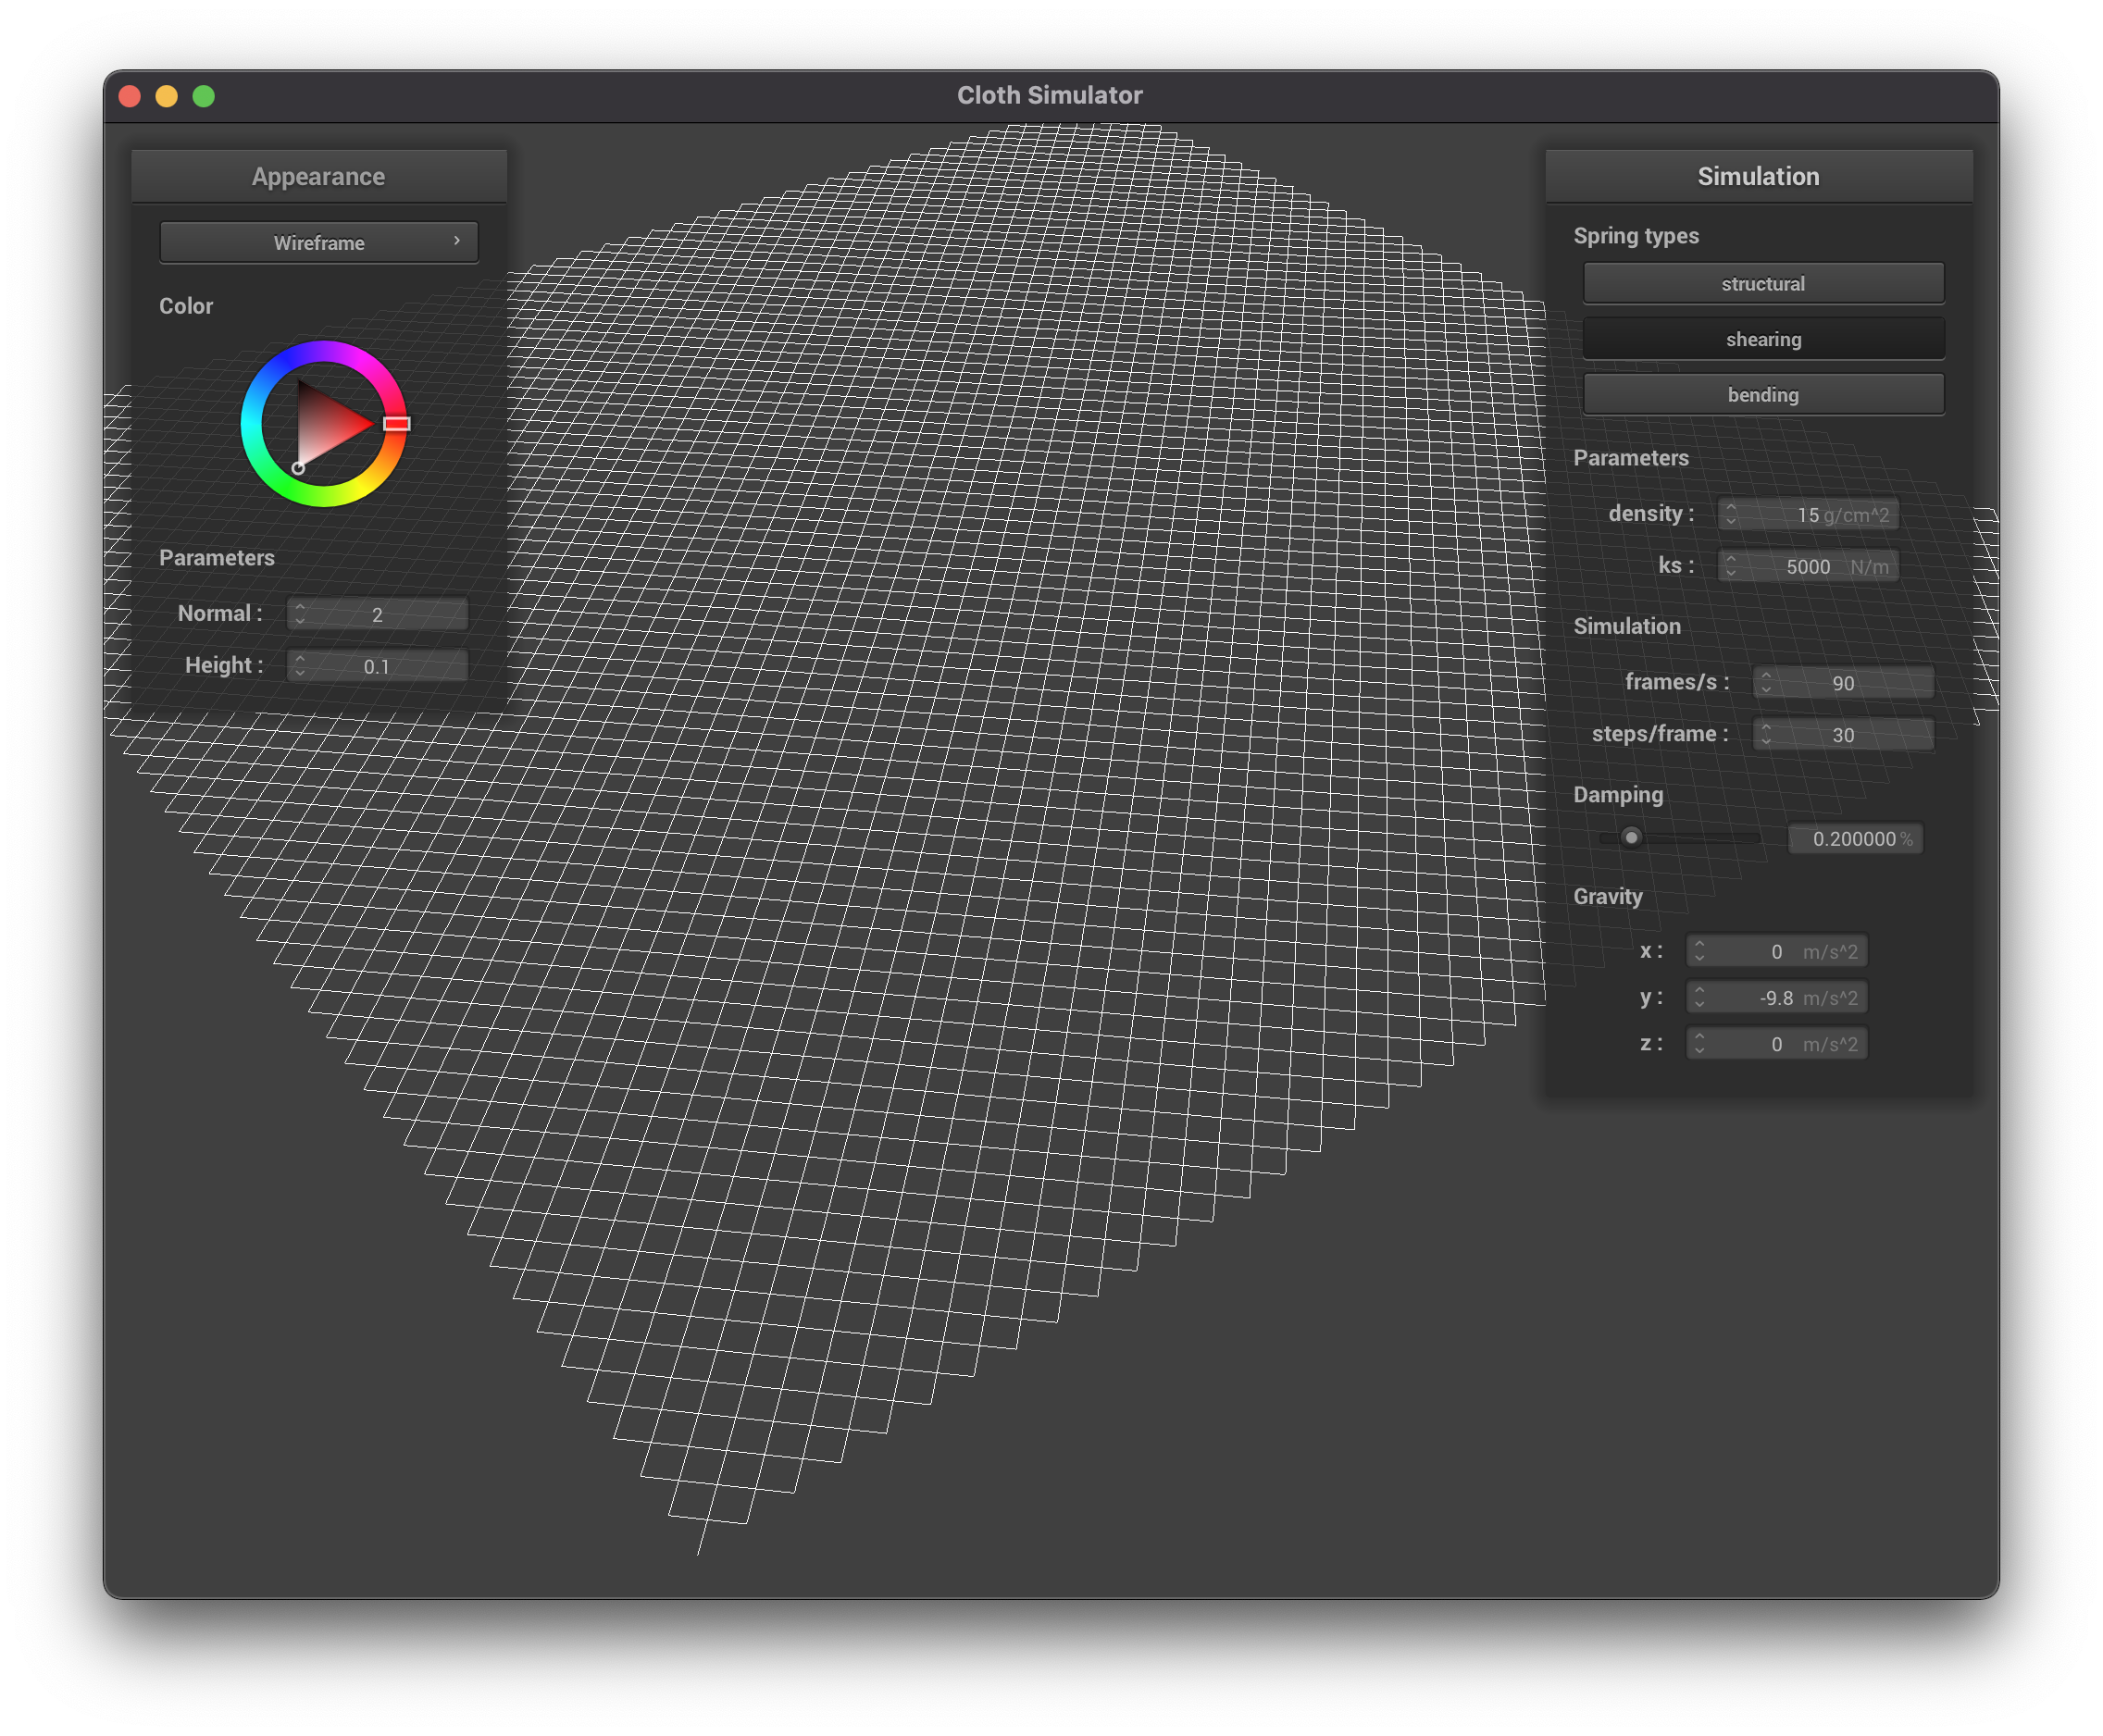 Cloth Simulator
Appearance
Wireframe
Color
Parameters
Normal : 2
Height : 0.1
Simulation
Spring types
structural
shearing
bending
Parameters
density : 15 g/cm^2
ks : 5000 N/m
Simulation
frames/s : 90
steps/frame : 30
Damping
0.200000 %
Gravity
x : 0 m/s^2
y : -9.8 m/s^2
z : 0 m/s^2